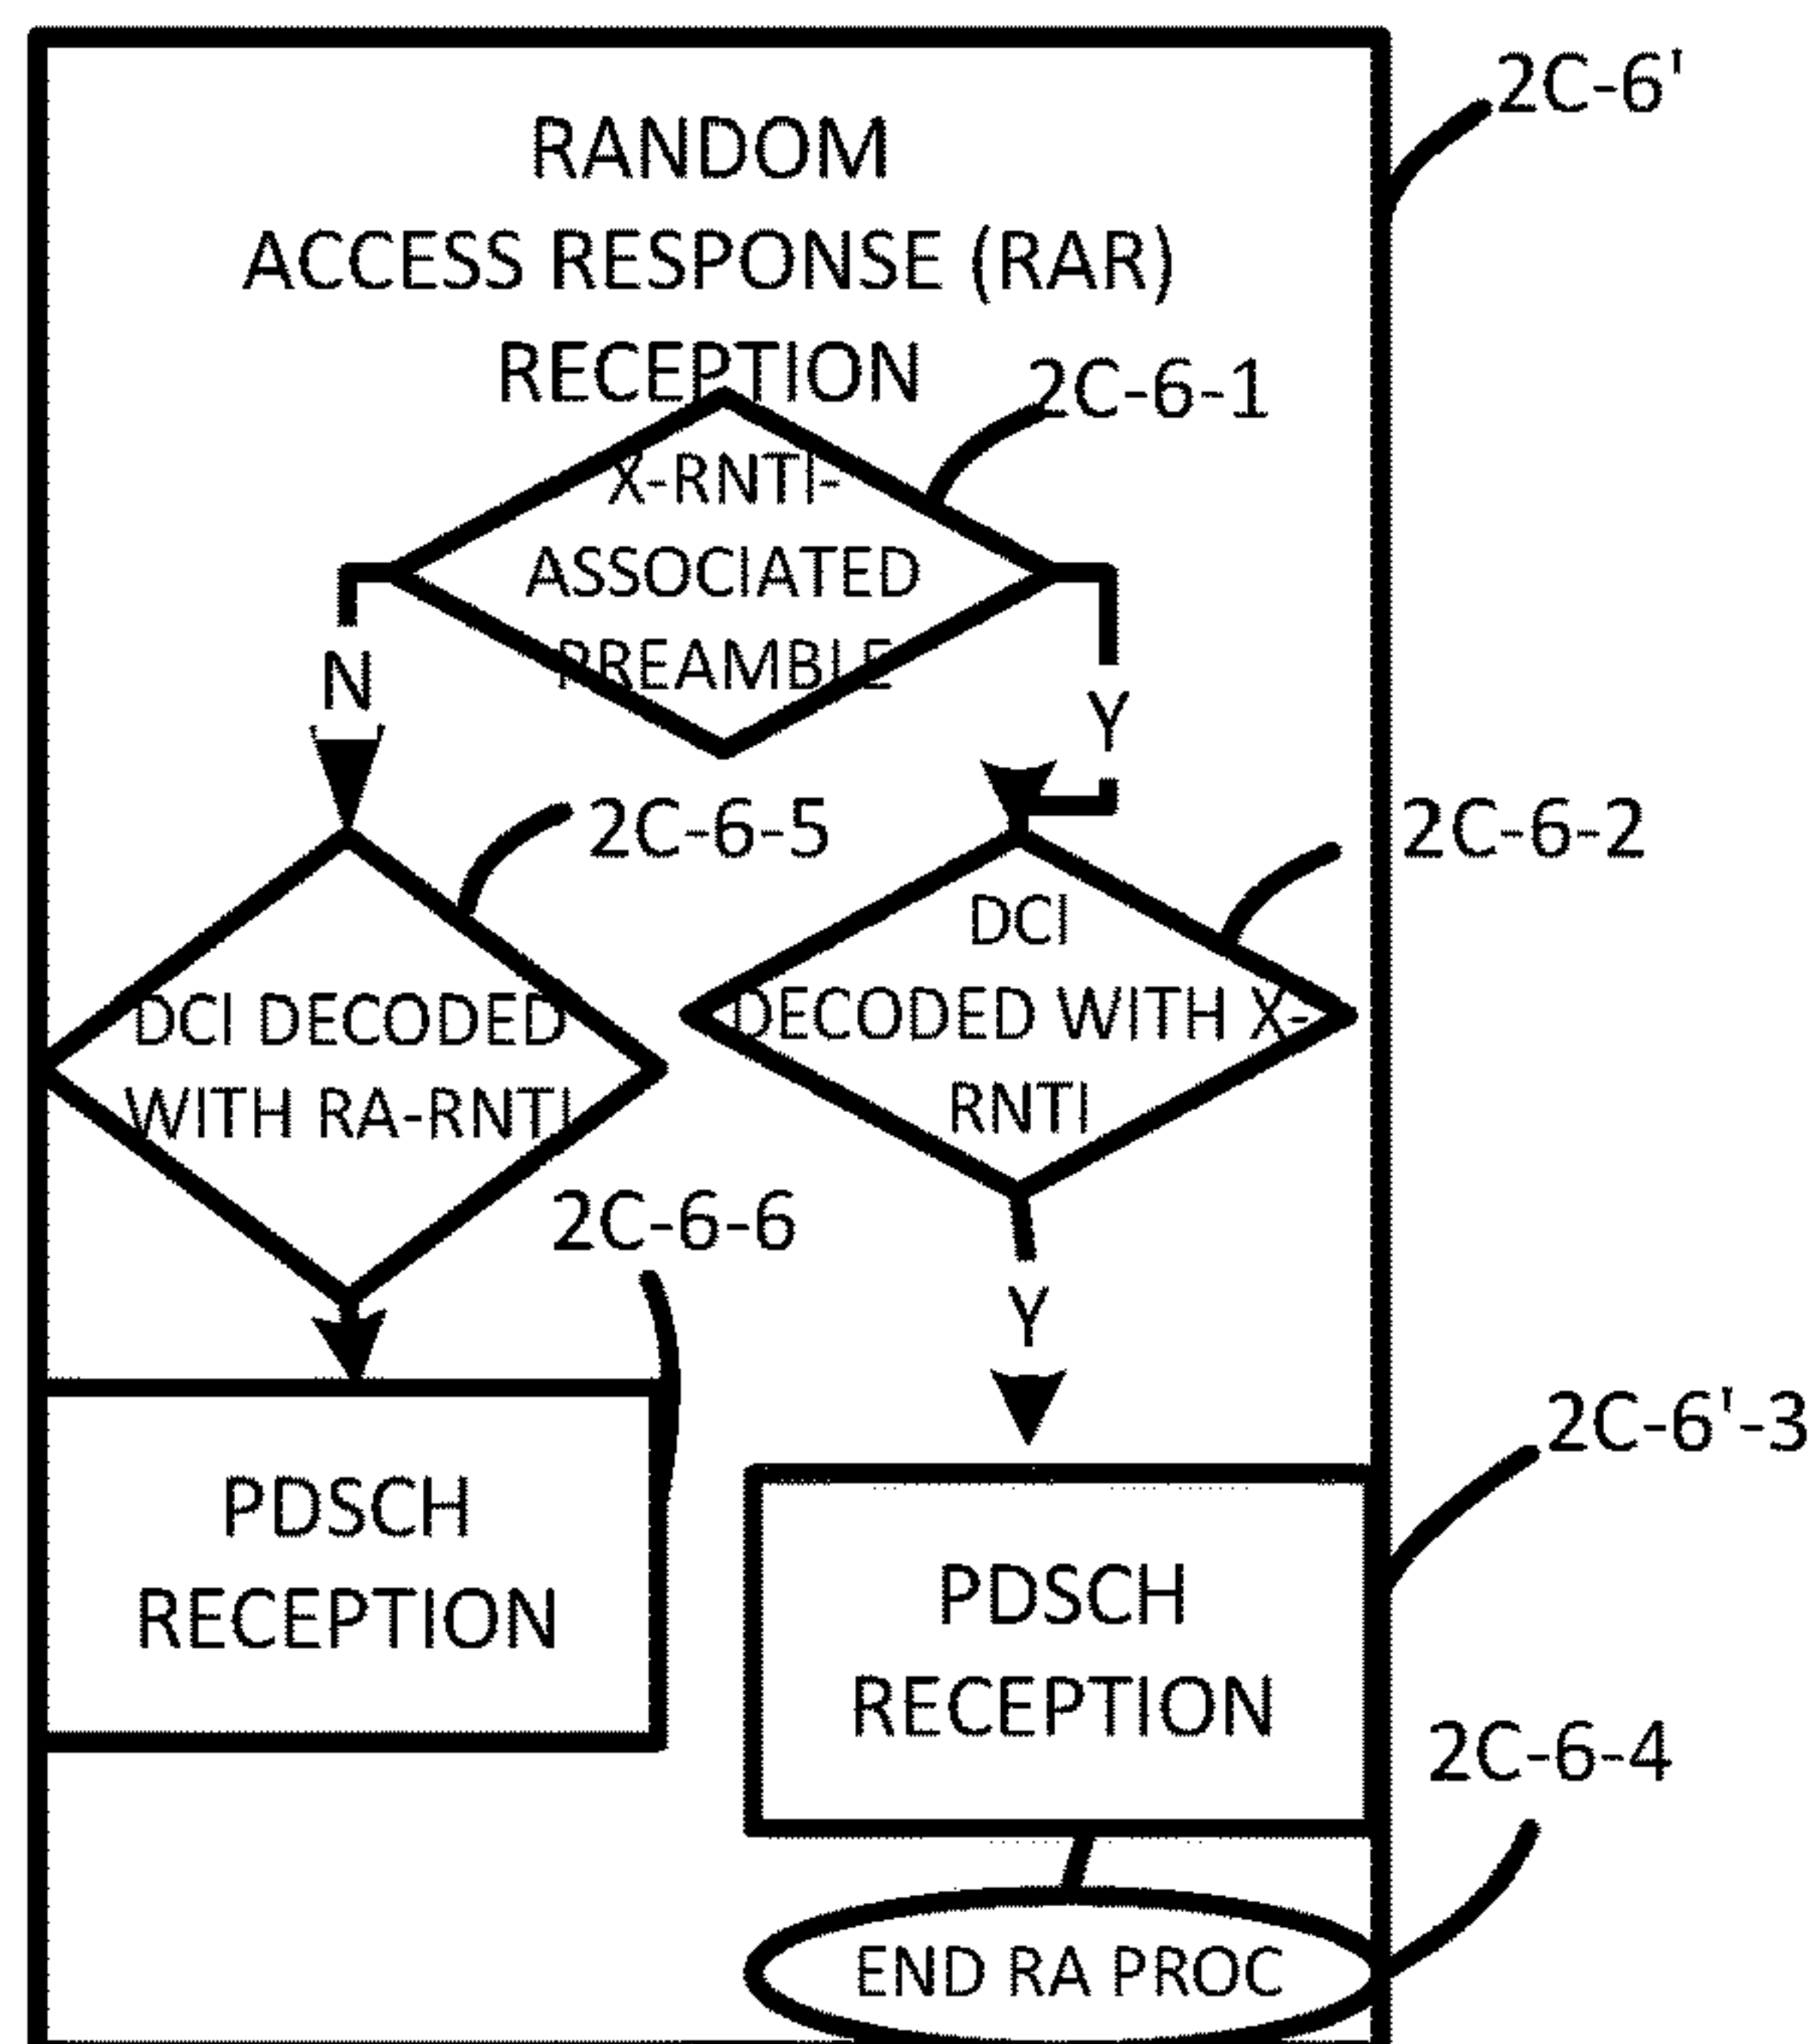 2C-6'
RANDOM
ACCESS RESPONSE (RAR)
RECEPTION
2C-6-1
X-RNTI-
ASSOCIATED
PREAMBLE
N
Y
2C-6-5
2C-6-2
DCI DECODED
WITH RA-RNTI
DCI
DECODED WITH X-
RNTI
2C-6-6
Y
2C-6'-3
PDSCH
RECEPTION
PDSCH
RECEPTION
2C-6-4
END RA PROC